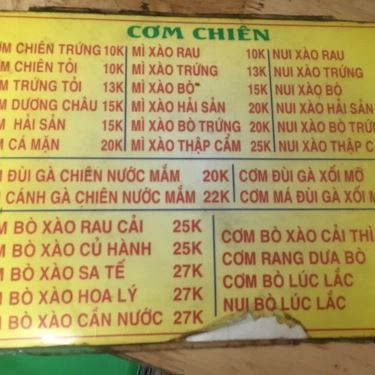 CƠM CHIÊN
CHIÊN TRỨNG 10K MÌ XÀO RAU 10K NUI XÀO RAU
CHIÊN TỎI 10K MÌ XÀO TRỨNG 13K NUI XÀO TRỨNG
TRỨNG TỎI 13K MÌ XÀO BÒ 15K NUI XÀO BÒ
DƯƠNG CHÂU 15K MÌ XÀO HẢI SẢN 20K NUI XÀO HẢI SẢN
HẢI SẢN 15K MÌ XÀO BÒ TRỨNG 20K NUI XÀO BÒ
CÁ MẶN 20K MÌ XÀO THẬP CẨM 25K NUI XÀO THẬP
ĐÙI GÀ CHIÊN NƯỚC MẮM 20K CƠM ĐÙI GÀ XỐI MỠ
CÁNH GÀ CHIÊN NƯỚC MẮM 22K CƠM MÁ ĐÙI GÀ XỐI
BÒ XÀO RAU CẢI 25K
BÒ XÀO CỦ HÀNH 25K
BÒ XÀO SA TẾ 27K
BÒ XÀO HOA LÝ 27K
BÒ XÀO CẦN NƯỚC 27K
CƠM BÒ XÀO CẢI THÌ
CƠM RANG DƯA BÒ
CƠM BÒ LÚC LẮC
NUI BÒ LÚC LẮC